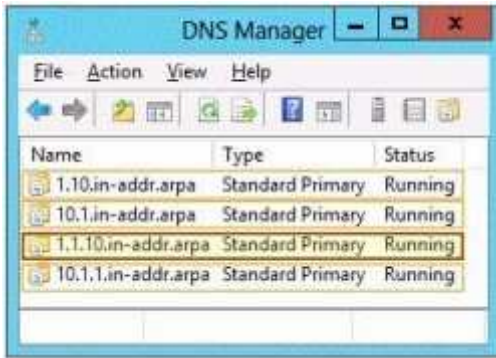 DNS Manager
File Action View Help
Name Type Status
1.10.in-addr.arpa Standard Primary Running
10.1.in-addr.arpa Standard Primary Running
1.1.10.in-addr.arpa Standard Primary Running
10.1.1.in-addr.arpa Standard Primary Running